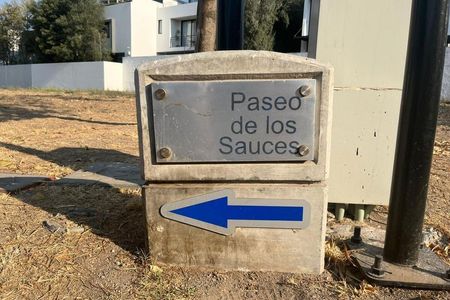 Paseo
de los
Sauces